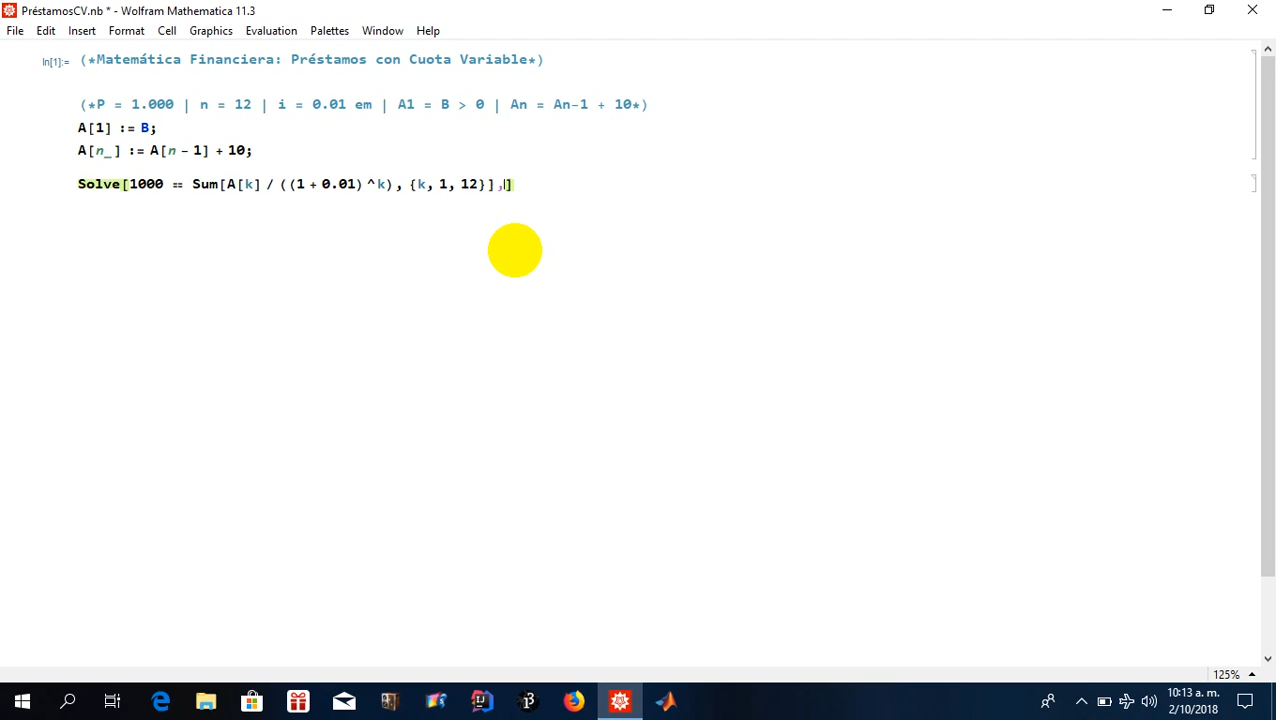 PréstamosCV.nb * - Wolfram Mathematica 11.3
File Edit Insert Format Cell Graphics Evaluation Palettes Window Help
In[1]:= (*Matemática Financiera: Préstamos con Cuota Variable*)
(*P = 1.000 | n = 12 | i = 0.01 em | A1 = B > 0 | An = An-1 + 10*)
A[1] := B;
A[n_] := A[n - 1] + 10;
Solve[1000 == Sum[A[k] / ((1 + 0.01) ^ k), {k, 1, 12}],]
125%
10:13 a. m.
2/10/2018